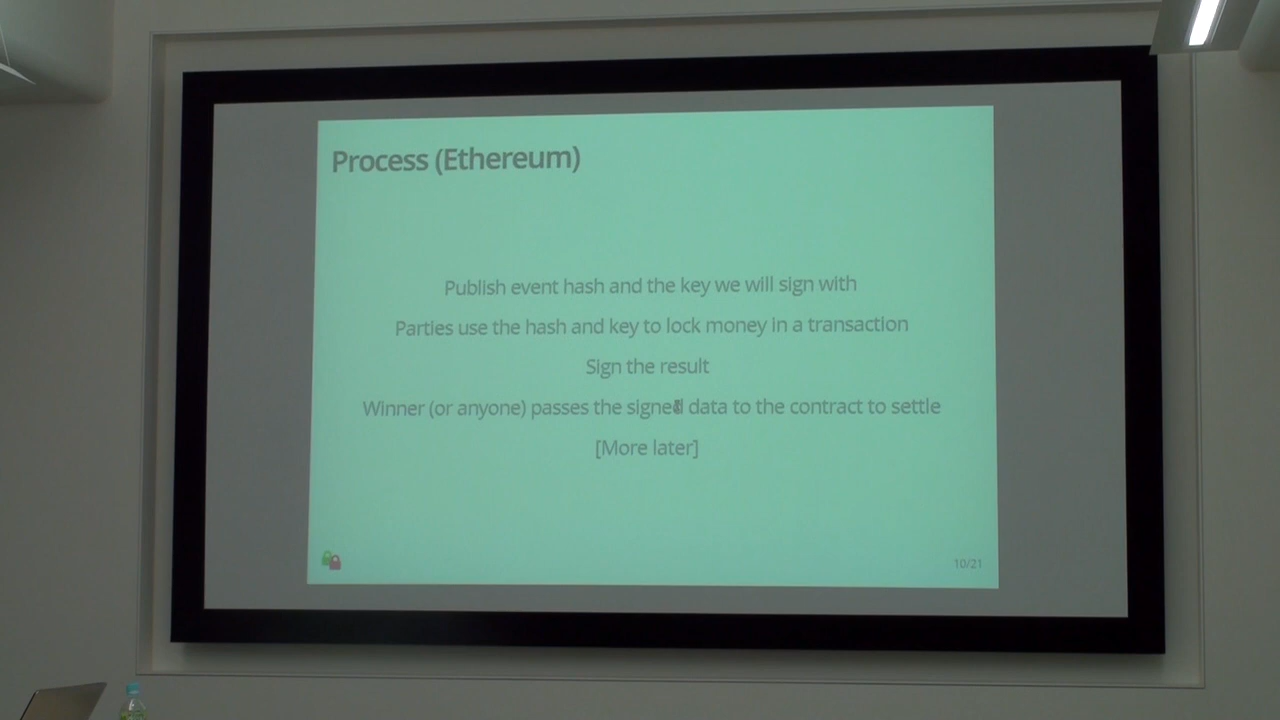 Process (Ethereum)
Publish event hash and the key we will sign with
Parties use the hash and key to lock money in a transaction
Sign the result
Winner (or anyone) passes the signed data to the contract to settle
[More later]
10/21